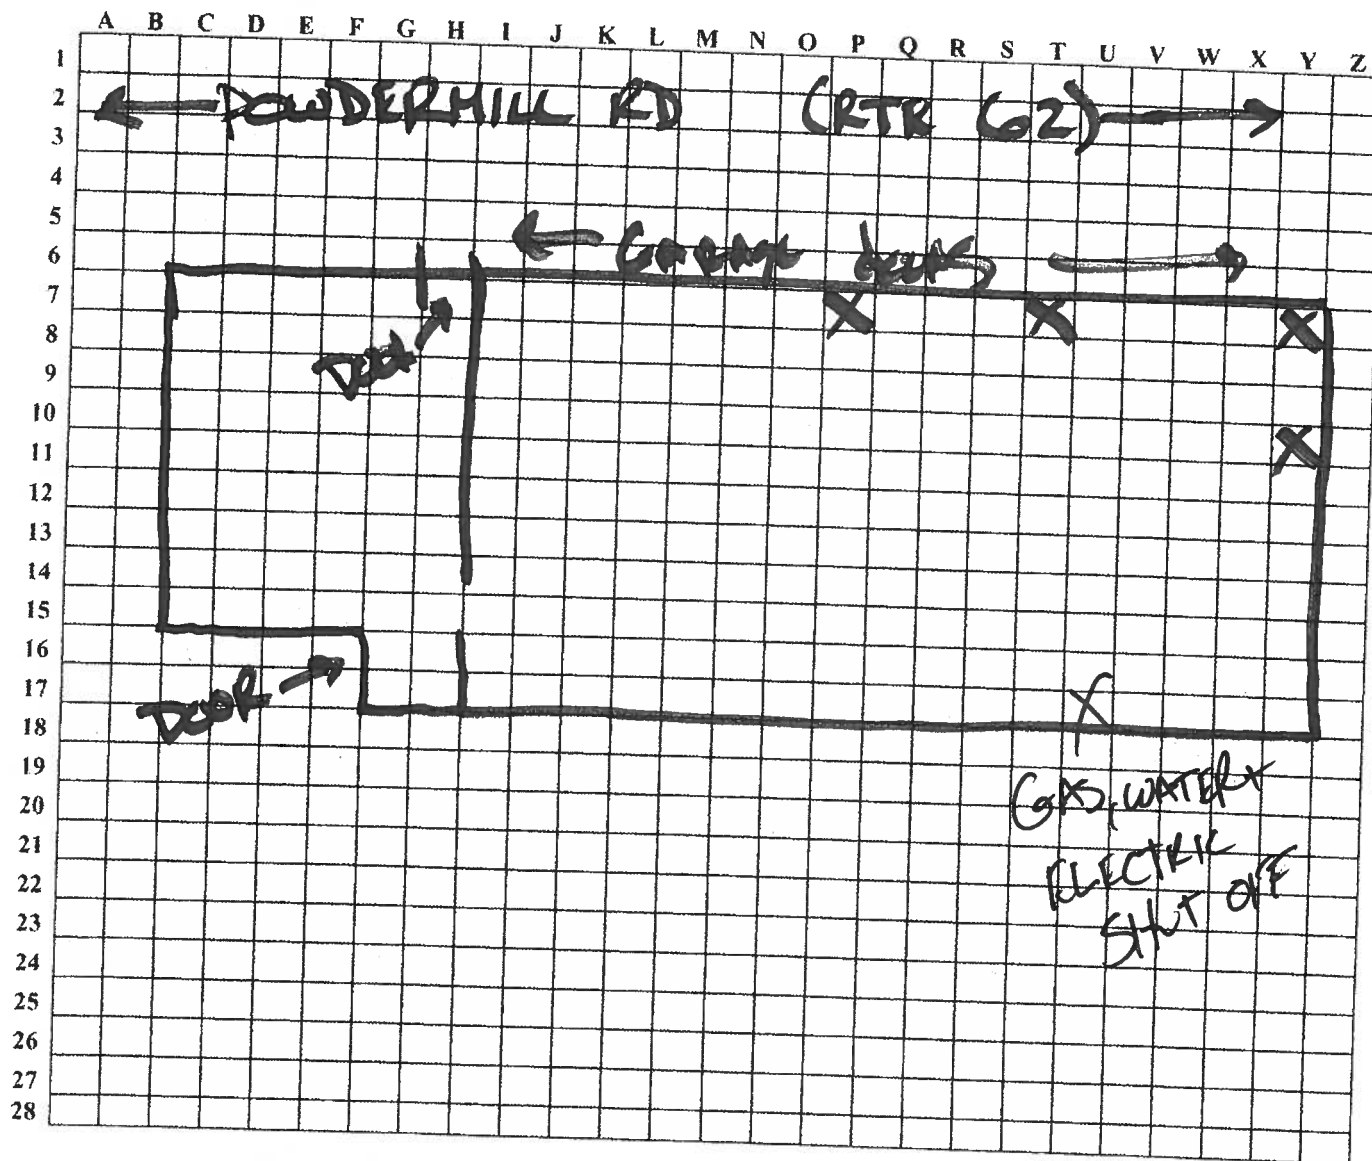 A B C D E F G H I J K L M N O P Q R S T U V W X Y Z
1
2
3
4
5
6
7
8
9
10
11
12
13
14
15
16
17
18
19
20
21
22
23
24
25
26
27
28
POWDERMILL RD (RTR 62)
GARAGE DOORS
DOOR
X X X
X
DOOR
X
GAS, WATER +
ELECTRIC
SHUT OFF